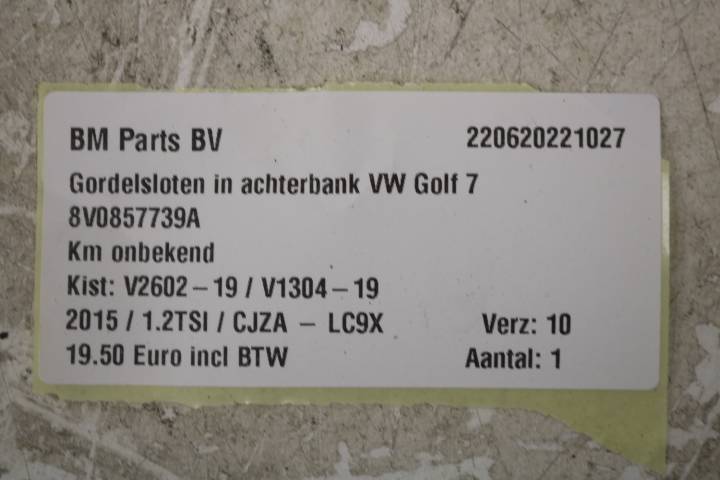 BM Parts BV 220620221027
Gordelsloten in achterbank VW Golf 7
8V0857739A
Km onbekend
Kist: V2602 – 19 / V1304 – 19
2015 / 1.2TSI / CJZA – LC9X Verz: 10
19.50 Euro incl BTW Aantal: 1